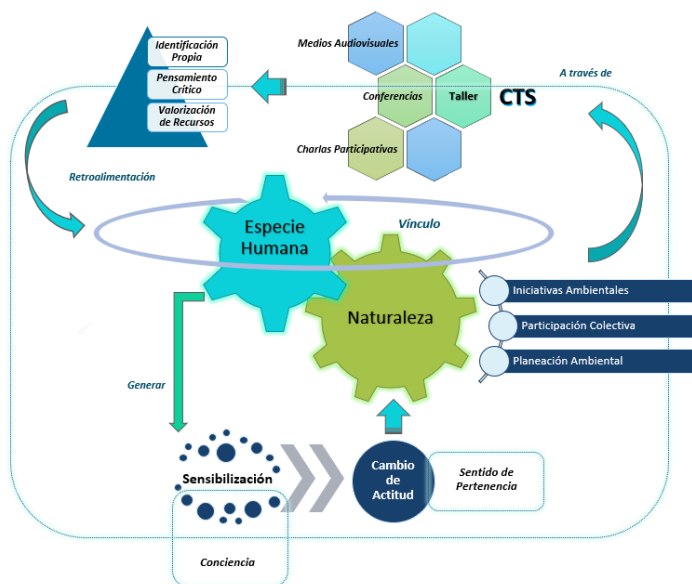 Identificación
Propia
Pensamiento
Crítico
Valorización
de Recursos
Medios Audiovisuales
Conferencias
Taller
CTS
Charlas Participativas
A través de
Retroalimentación
Especie
Humana
Vínculo
Naturaleza
Iniciativas Ambientales
Participación Colectiva
Planeación Ambiental
Generar
Sensibilización
Conciencia
Cambio
de
Actitud
Sentido de
Pertenencia